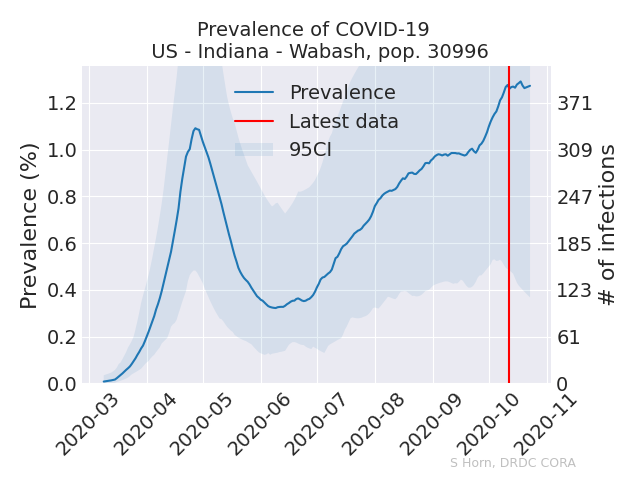 Prevalence of COVID-19
US - Indiana - Wabash, pop. 30996
Prevalence
Latest data
95CI
Prevalence (%)
1.2
1.0
0.8
0.6
0.4
0.2
0.0
371
309
247
185
123
61
0
# of infections
2020-03
2020-04
2020-05
2020-06
2020-07
2020-08
2020-09
2020-10
2020-11
S Horn, DRDC CORA